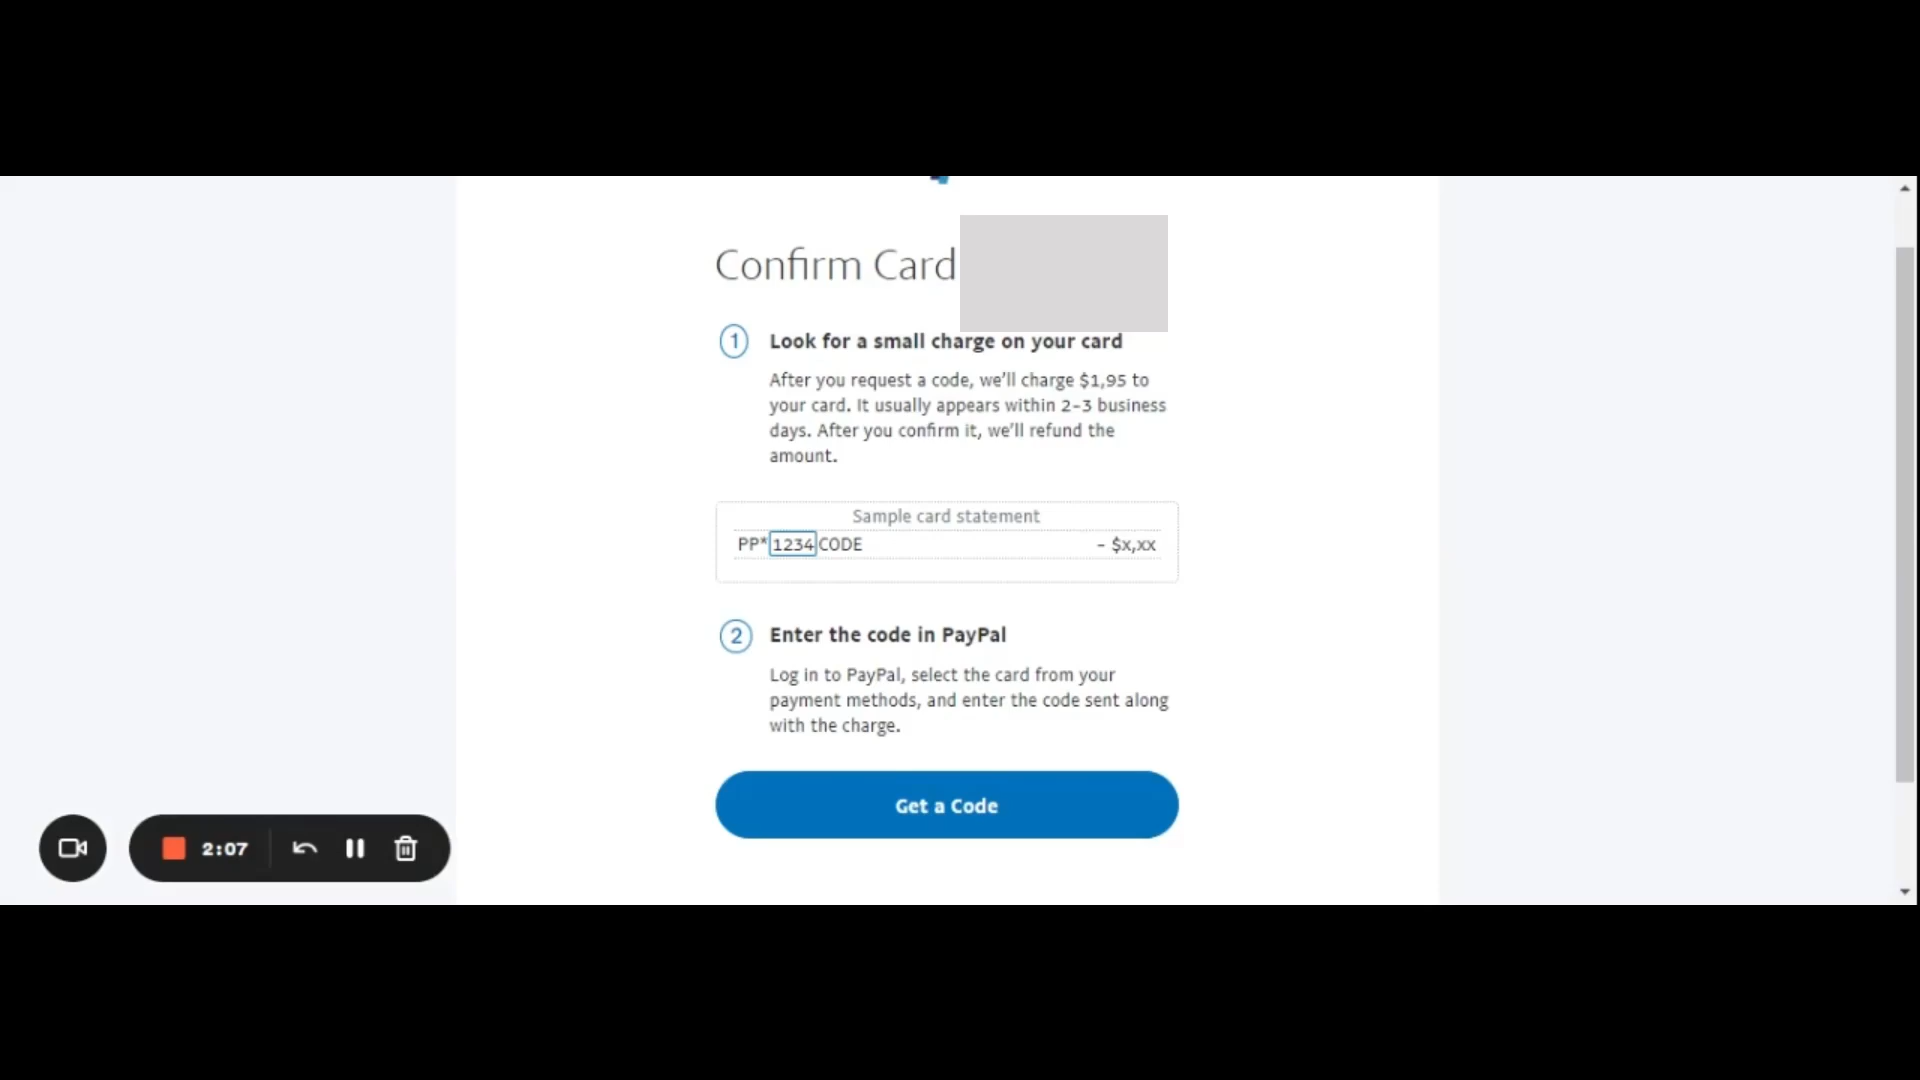 Confirm Card
1 Look for a small charge on your card
After you request a code, we'll charge $1,95 to
your card. It usually appears within 2-3 business
days. After you confirm it, we'll refund the
amount.
Sample card statement
PP*1234CODE - $x,xx
2 Enter the code in PayPal
Log in to PayPal, select the card from your
payment methods, and enter the code sent along
with the charge.
Get a Code
2:07